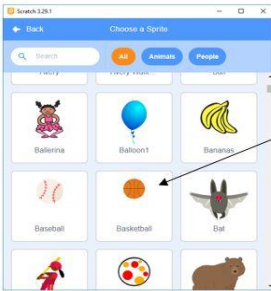 Scratch 3.29.1
Back
Choose a Sprite
Search
All
Animals
People
Ballerina
Balloon1
Bananas
Baseball
Basketball
Bat